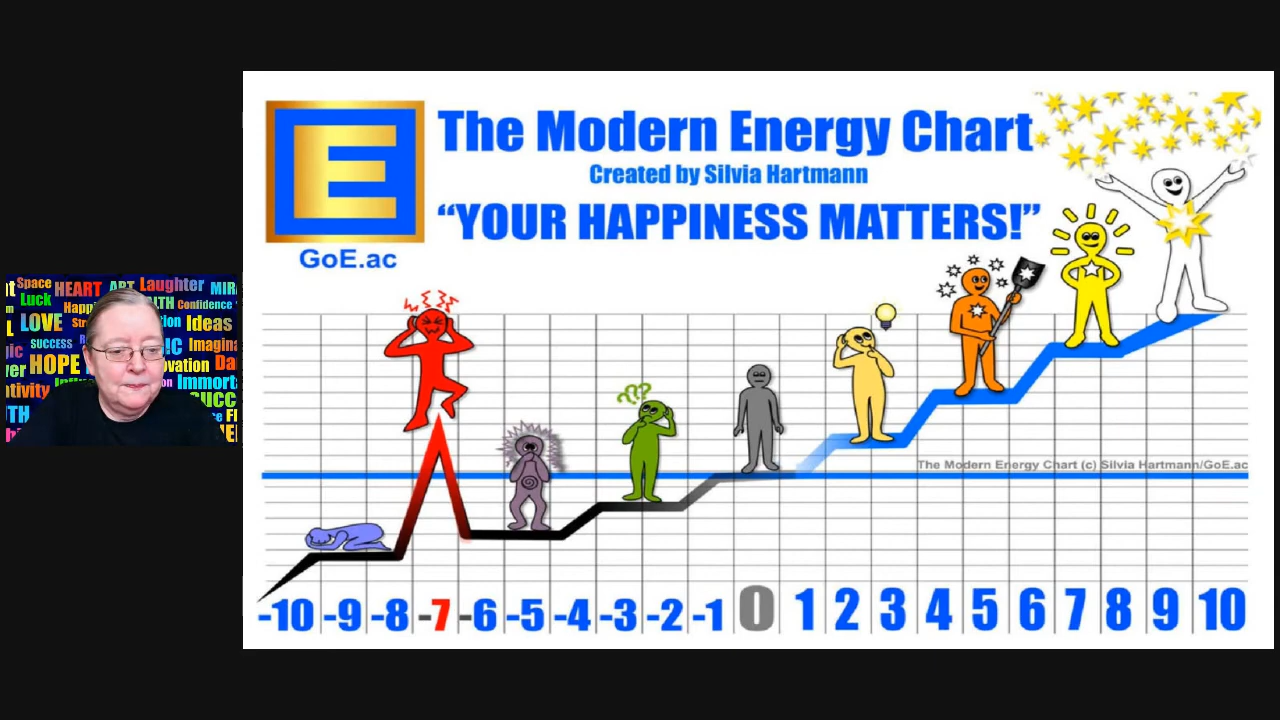 The Modern Energy Chart
Created by Silvia Hartmann
"YOUR HAPPINESS MATTERS!"
E
GoE.ac
???
The Modern Energy Chart (c) Silvia Hartmann/GoE.ac
-10 -9 -8 -7 -6 -5 -4 -3 -2 -1 0 1 2 3 4 5 6 7 8 9 10
Space HEART ART Laughter
Luck Confidence
LOVE Ideas
SUCCESS
HOPE